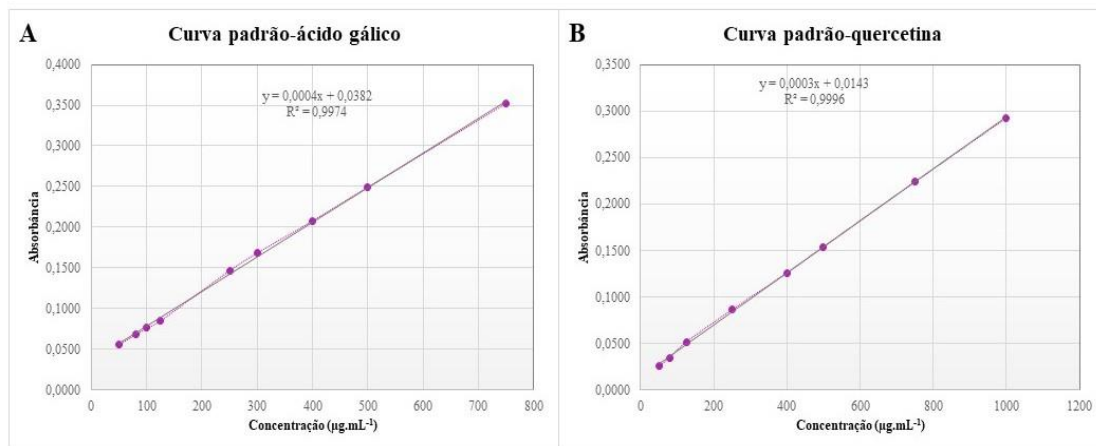 A
Curva padrão-ácido gálico
y = 0,0004x + 0,0382
R² = 0,9974
0,4000
0,3500
0,3000
0,2500
0,2000
0,1500
0,1000
0,0500
0,0000
Absorbância
0 100 200 300 400 500 600 700 800
Concentração (µg.mL⁻¹)
B
Curva padrão-quercetina
y = 0,0003x + 0,0143
R² = 0,9996
0,3500
0,3000
0,2500
0,2000
0,1500
0,1000
0,0500
0,0000
Absorbância
0 200 400 600 800 1000 1200
Concentração (µg.mL⁻¹)